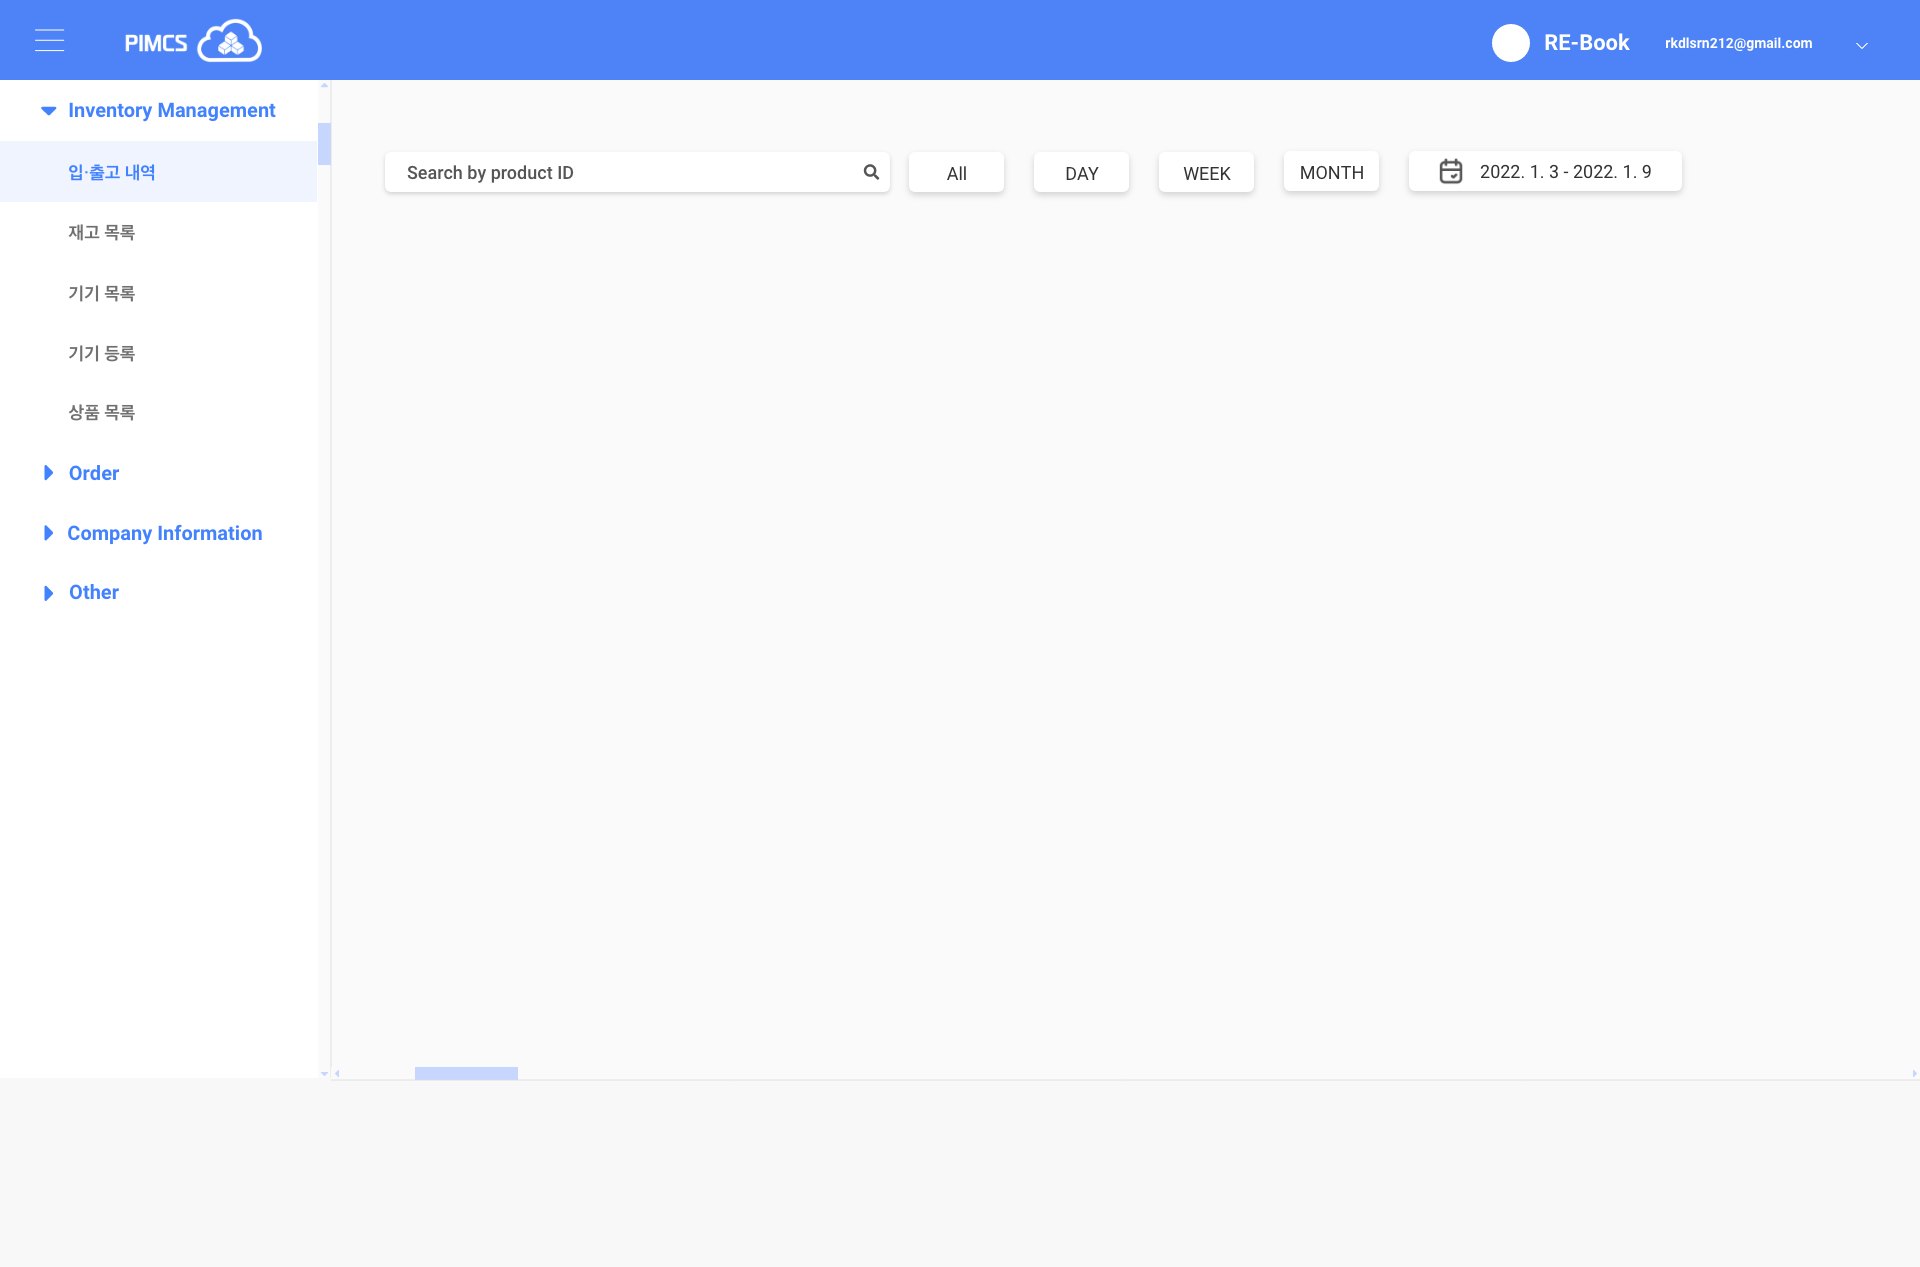 PIMCS
RE-Book
rkdlsrn212@gmail.com
Inventory Management
입·출고 내역
재고 목록
기기 목록
기기 등록
상품 목록
Order
Company Information
Other
Search by product ID
All
DAY
WEEK
MONTH
2022. 1. 3 - 2022. 1. 9